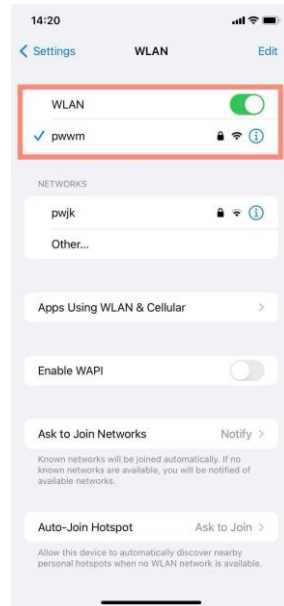 14:20
Settings WLAN Edit
WLAN
pwwm
NETWORKS
pwjk
Other...
Apps Using WLAN & Cellular
Enable WAPI
Ask to Join Networks Notify
Known networks will be joined automatically. If no
known networks are available, you will be notified of
available networks.
Auto-Join Hotspot Ask to Join
Allow this device to automatically discover nearby
personal hotspots when no WLAN network is available.